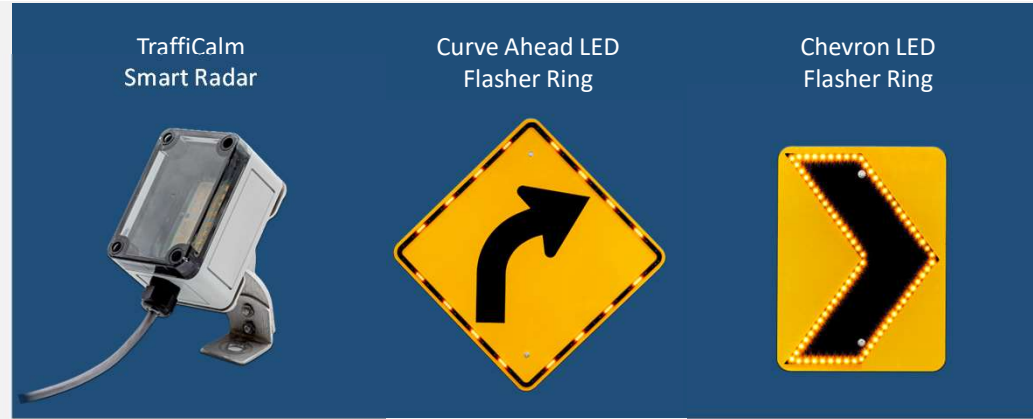 TraffiCalm
Smart Radar
Curve Ahead LED
Flasher Ring
Chevron LED
Flasher Ring